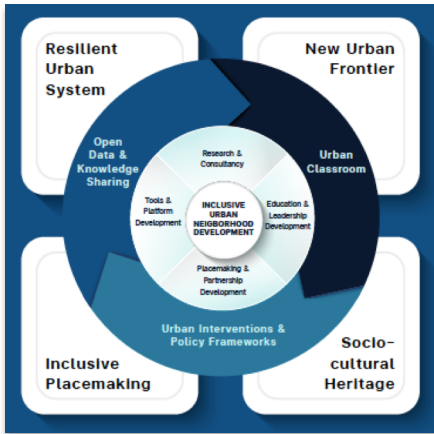 Resilient
Urban
System
New Urban
Frontier
Open
Data &
Knowledge
Sharing
Urban
Classroom
Research &
Consultancy
Tools &
Platform
Development
INCLUSIVE
URBAN
NEIGBORHOOD
DEVELOPMENT
Education &
Leadership
Development
Placemaking &
Partnership
Development
Urban Interventions &
Policy Frameworks
Inclusive
Placemaking
Socio-
cultural
Heritage